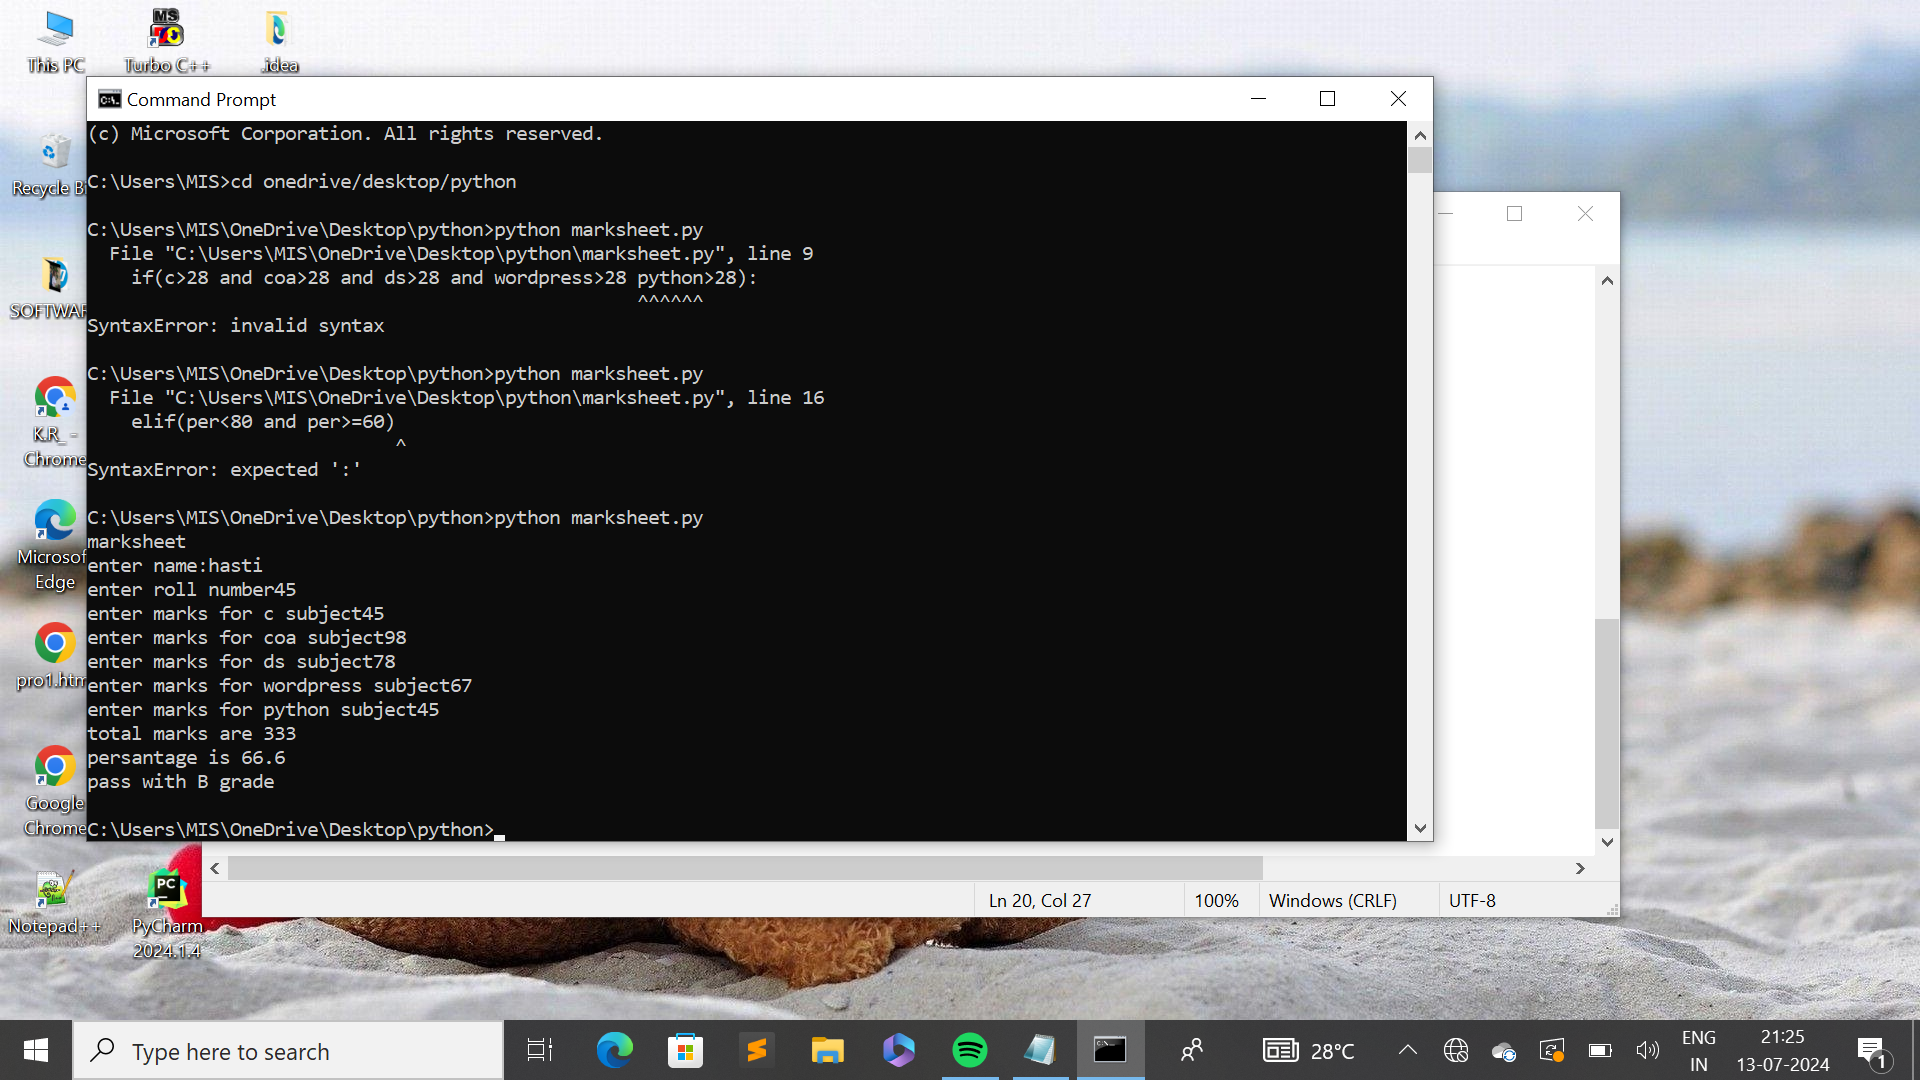 This PC
Turbo C++
.idea
Command Prompt
(c) Microsoft Corporation. All rights reserved.
C:\Users\MIS>cd onedrive/desktop/python
C:\Users\MIS\OneDrive\Desktop\python>python marksheet.py
File "C:\Users\MIS\OneDrive\Desktop\python\marksheet.py", line 9
if(c>28 and coa>28 and ds>28 and wordpress>28 python>28):
^^^^^^
SyntaxError: invalid syntax
C:\Users\MIS\OneDrive\Desktop\python>python marksheet.py
File "C:\Users\MIS\OneDrive\Desktop\python\marksheet.py", line 16
elif(per<80 and per>=60)
^
SyntaxError: expected ':'
C:\Users\MIS\OneDrive\Desktop\python>python marksheet.py
marksheet
enter name:hasti
enter roll number45
enter marks for c subject45
enter marks for coa subject98
enter marks for ds subject78
enter marks for wordpress subject67
enter marks for python subject45
total marks are 333
persantage is 66.6
pass with B grade
C:\Users\MIS\OneDrive\Desktop\python>
Recycle B
SOFTWAR
K.R_ -
Chrome
Microsof
Edge
pro1.htm
Google
Chrome
Notepad++
PyCharm
2024.1.4
Ln 20, Col 27
100%
Windows (CRLF)
UTF-8
Type here to search
28°C
ENG
IN
21:25
13-07-2024
1